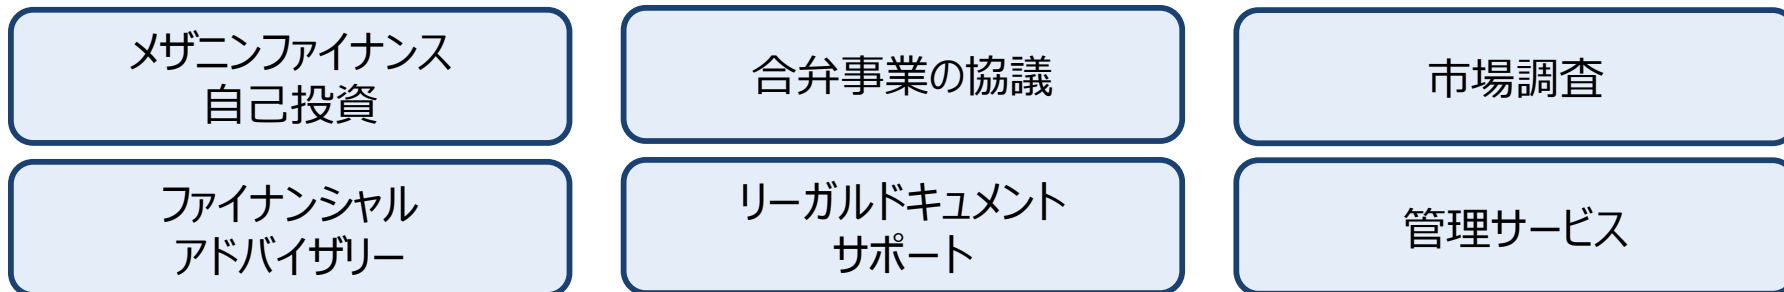 メザニンファイナンス
自己投資
合弁事業の協議
市場調査
ファイナンシャル
アドバイザリー
リーガルドキュメント
サポート
管理サービス